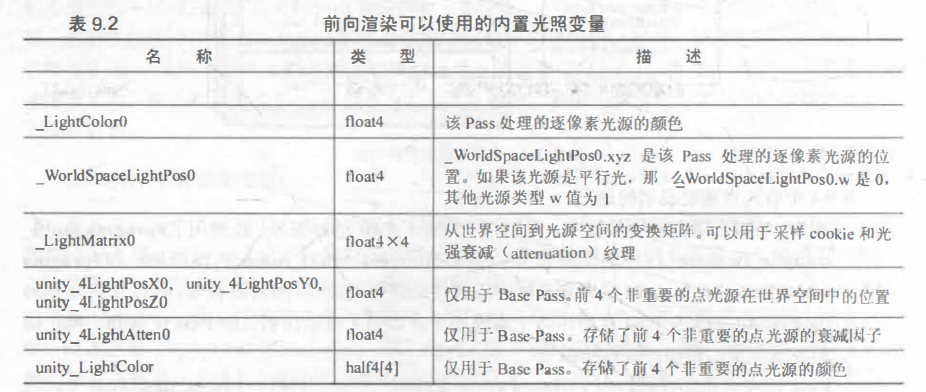 表 9.2 前向渲染可以使用的内置光照变量
名 称 类 型 描 述
_LightColor0 float4 该 Pass 处理的逐像素光源的颜色
_WorldSpaceLightPos0 float4 _WorldSpaceLightPos0.xyz 是该 Pass 处理的逐像素光源的位
置。如果该光源是平行光，那 么_WorldSpaceLightPos0.w 是 0，
其他光源类型 w 值为 1
_LightMatrix0 float4×4 从世界空间到光源空间的变换矩阵。可以用于采样 cookie 和光
强衰减（attenuation）纹理
unity_4LightPosX0， unity_4LightPosY0,
unity_4LightPosZ0 float4 仅用于 Base Pass。前 4 个非重要的点光源在世界空间中的位置
unity_4LightAtten0 float4 仅用于 Base Pass。存储了前 4 个非重要的点光源的衰减因子
unity_LightColor half4[4] 仅用于 Base Pass。存储了前 4 个非重要的点光源的颜色